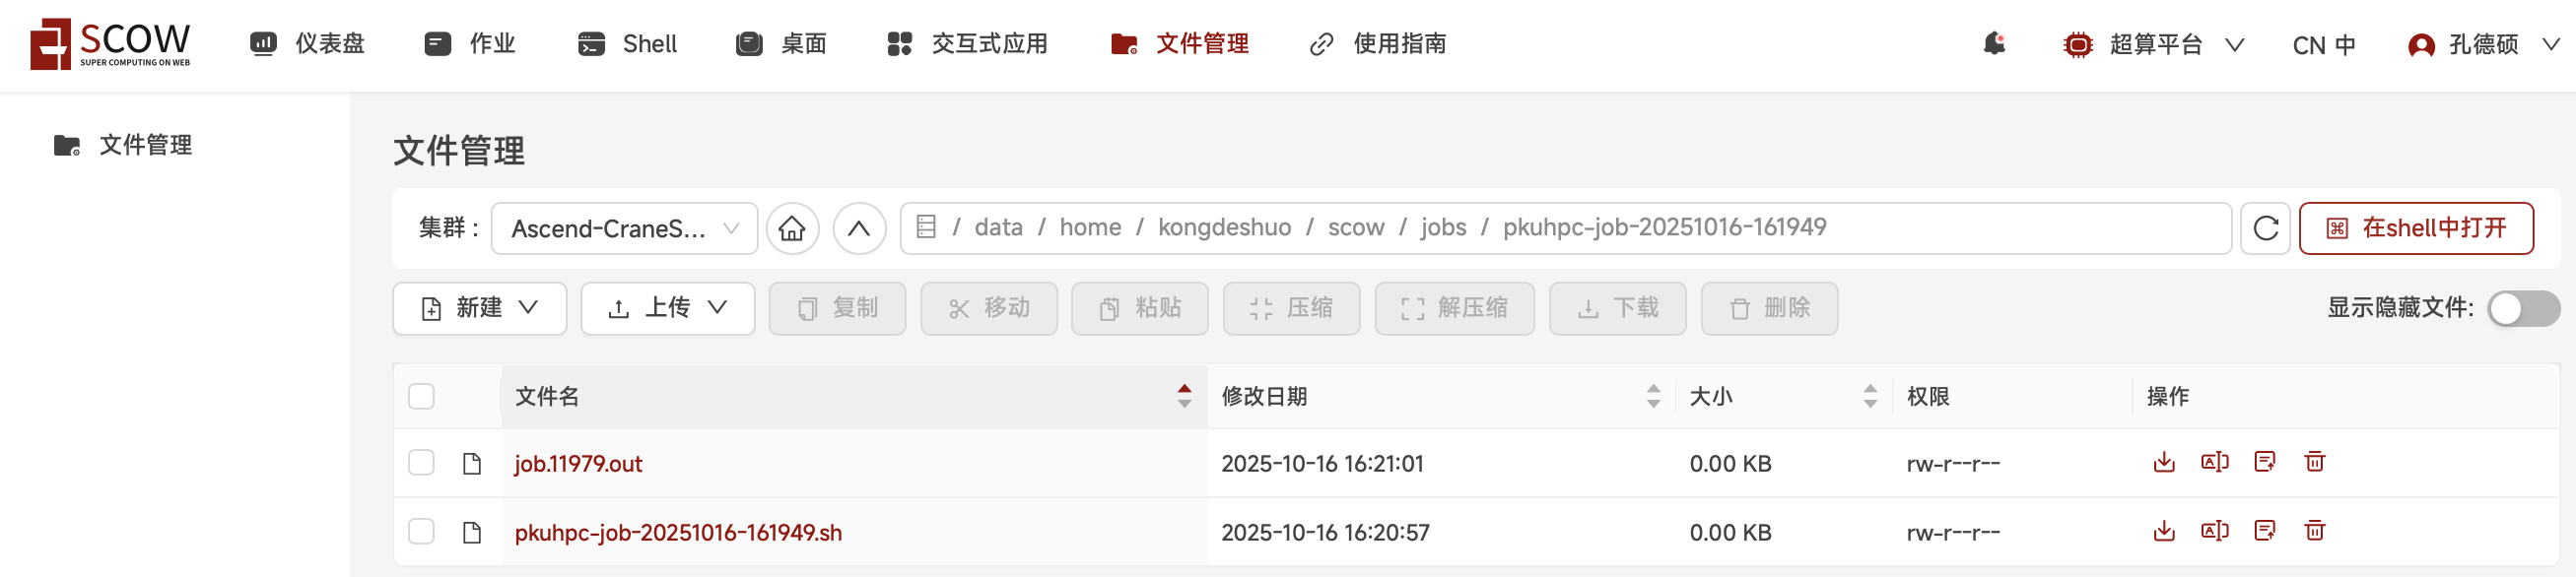 SCOW
SUPER COMPUTING ON WEB
仪表盘 作业 Shell 桌面 交互式应用 文件管理 使用指南 超算平台 CN 中 孔德硕
文件管理
文件管理
集群 : Ascend-CraneS... / data / home / kongdeshuo / scow / jobs / pkuhpc-job-20251016-161949 在shell中打开
新建 上传 复制 移动 粘贴 压缩 解压缩 下载 删除 显示隐藏文件:
文件名 修改日期 大小 权限 操作
job.11979.out 2025-10-16 16:21:01 0.00 KB rw-r--r--
pkuhpc-job-20251016-161949.sh 2025-10-16 16:20:57 0.00 KB rw-r--r--